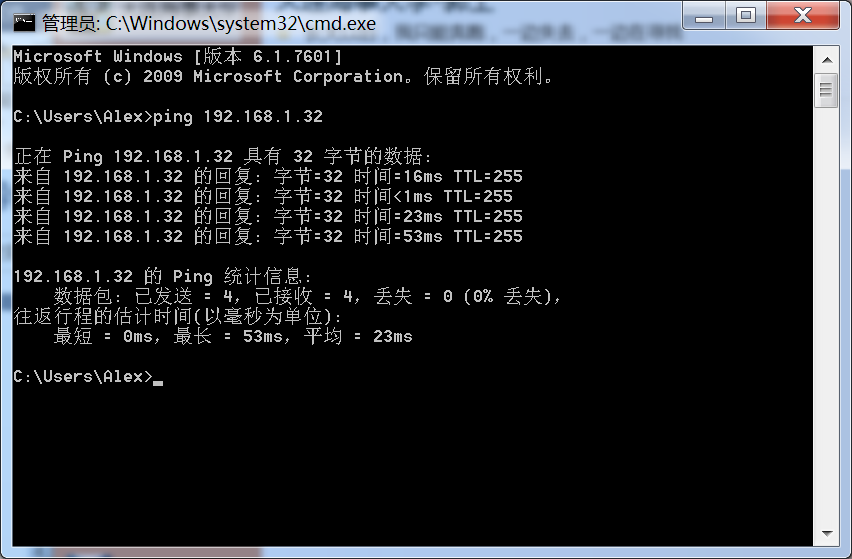 管理员: C:\Windows\system32\cmd.exe
Microsoft Windows [版本 6.1.7601]
版权所有 (c) 2009 Microsoft Corporation。保留所有权利。
C:\Users\Alex>ping 192.168.1.32
正在 Ping 192.168.1.32 具有 32 字节的数据:
来自 192.168.1.32 的回复: 字节=32 时间=16ms TTL=255
来自 192.168.1.32 的回复: 字节=32 时间<1ms TTL=255
来自 192.168.1.32 的回复: 字节=32 时间=23ms TTL=255
来自 192.168.1.32 的回复: 字节=32 时间=53ms TTL=255
192.168.1.32 的 Ping 统计信息:
数据包: 已发送 = 4，已接收 = 4，丢失 = 0 (0% 丢失)，
往返行程的估计时间(以毫秒为单位):
最短 = 0ms，最长 = 53ms，平均 = 23ms
C:\Users\Alex>